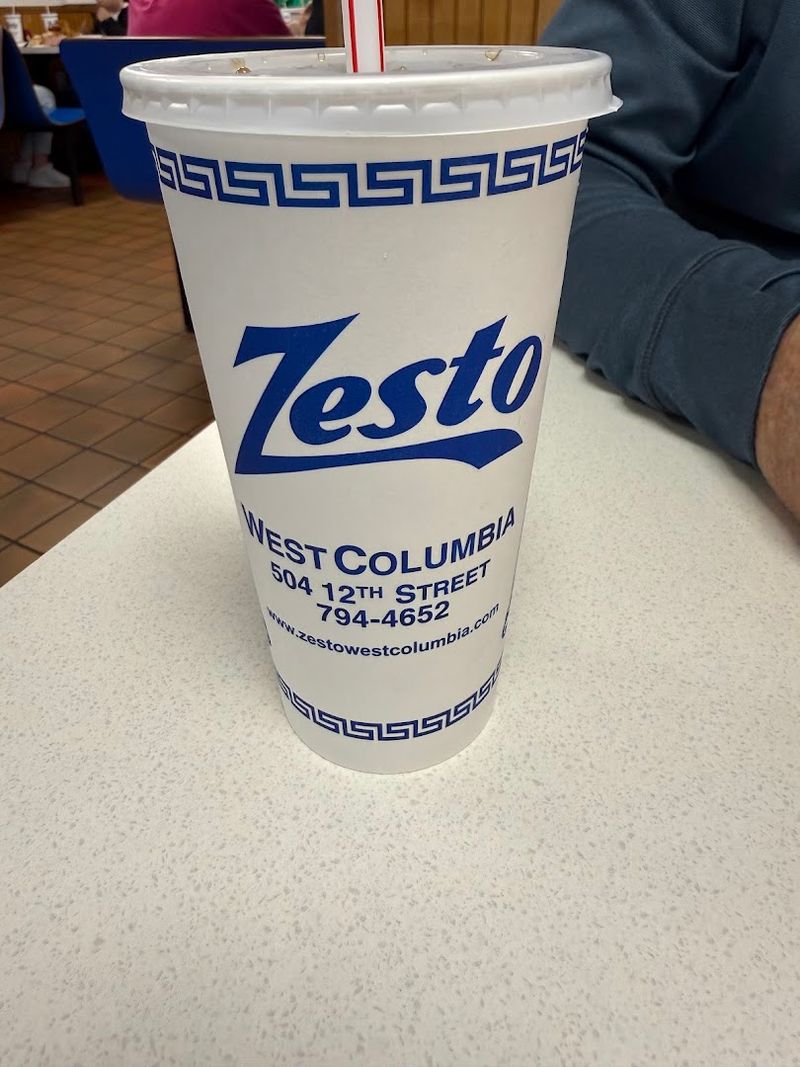 Zesto
WEST COLUMBIA
504 12TH STREET
794-4652
www.zestowestcolumbia.com